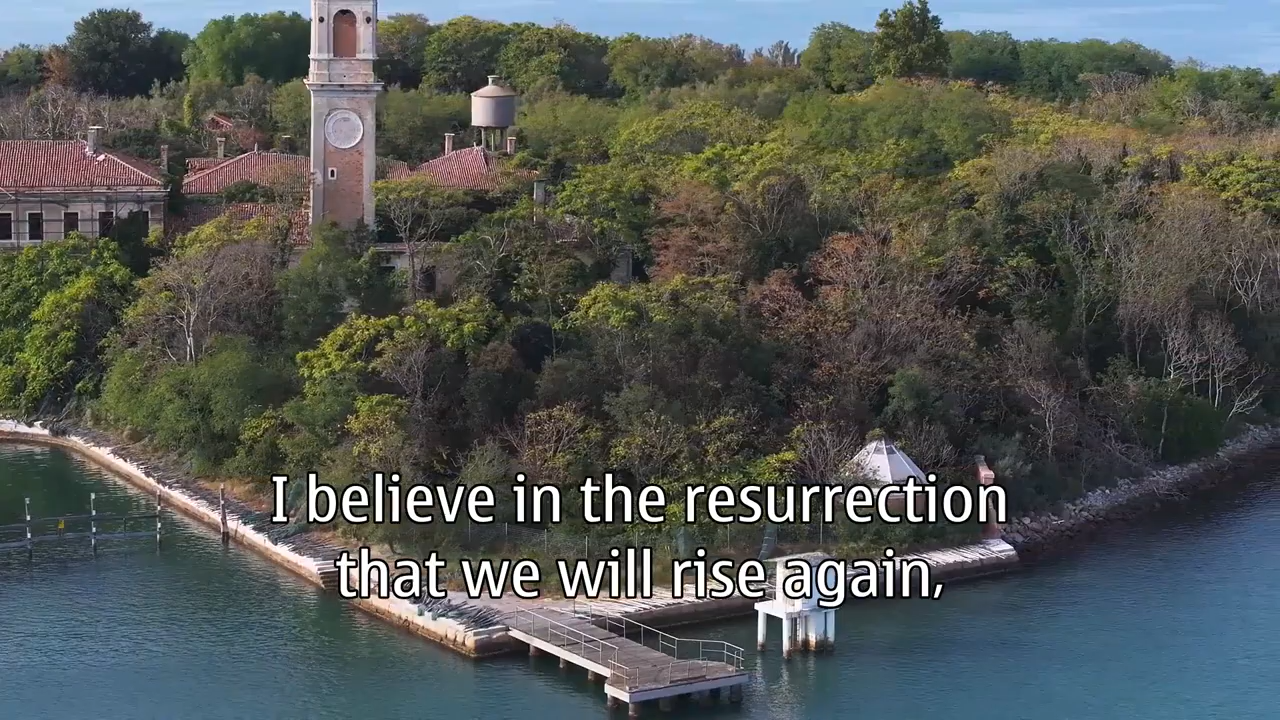 I believe in the resurrection
that we will rise again,